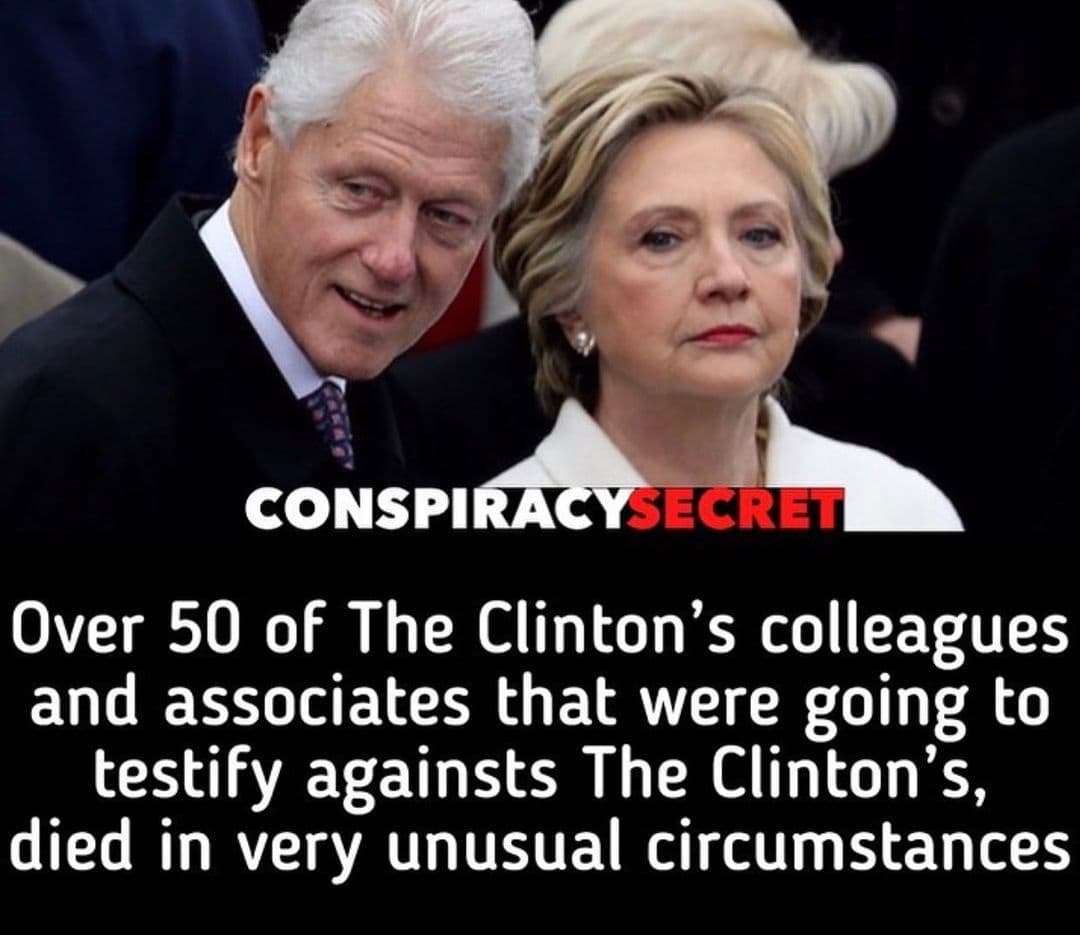 CONSPIRACYSECRET
Over 50 of The Clinton’s colleagues
and associates that were going to
testify againsts The Clinton’s,
died in very unusual circumstances